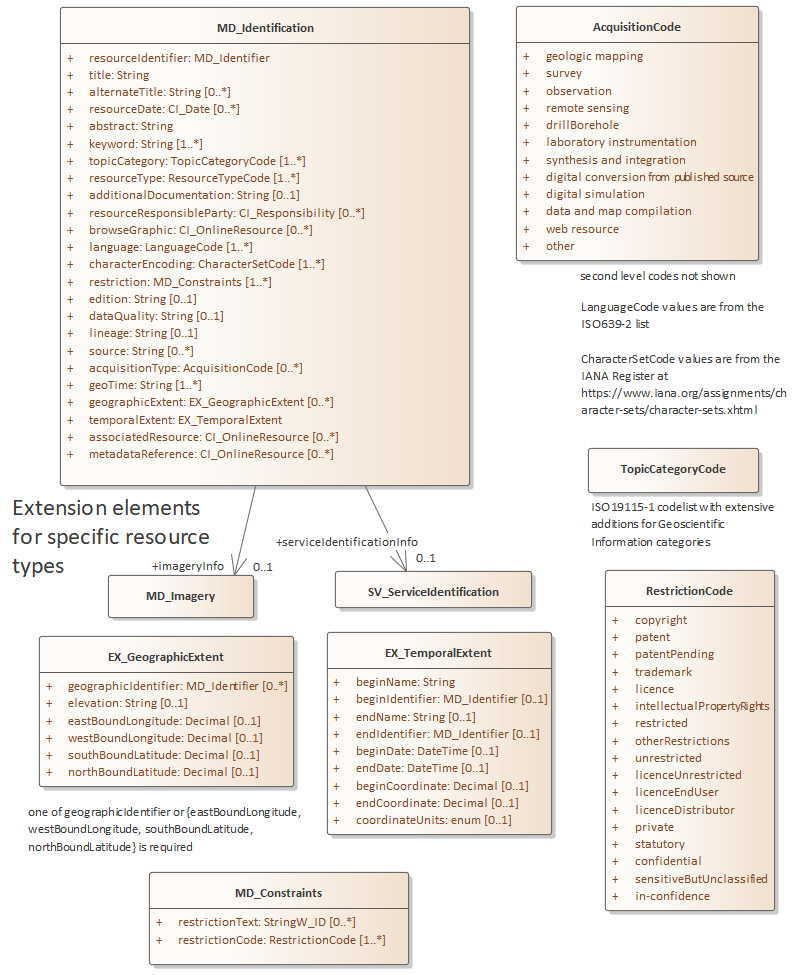 MD_Identification
+ resourceIdentifier: MD_Identifier
+ title: String
+ alternateTitle: String [0..*]
+ resourceDate: CI_Date [0..*]
+ abstract: String
+ keyword: String [1..*]
+ topicCategory: TopicCategoryCode [1..*]
+ resourceType: ResourceTypeCode [1..*]
+ additionalDocumentation: String [0..1]
+ resourceResponsibleParty: CI_Responsibility [0..*]
+ browseGraphic: CI_OnlineResource [0..*]
+ language: LanguageCode [1..*]
+ characterEncoding: CharacterSetCode [1..*]
+ restriction: MD_Constraints [1..*]
+ edition: String [0..1]
+ dataQuality: String [0..1]
+ lineage: String [0..1]
+ source: String [0..*]
+ acquisitionType: AcquisitionCode [0..*]
+ geoTime: String [1..*]
+ geographicExtent: EX_GeographicExtent [0..*]
+ temporalExtent: EX_TemporalExtent
+ associatedResource: CI_OnlineResource [0..*]
+ metadataReference: CI_OnlineResource [0..*]
AcquisitionCode
+ geologic mapping
+ survey
+ observation
+ remote sensing
+ drillBorehole
+ laboratory instrumentation
+ synthesis and integration
+ digital conversion from published source
+ digital simulation
+ data and map compilation
+ web resource
+ other
second level codes not shown
LanguageCode values are from the
ISO639-2 list
CharacterSetCode values are from the
IANA Register at
https://www.iana.org/assignments/ch
aracter-sets/character-sets.xhtml
TopicCategoryCode
ISO19115-1 codelist with extensive
additions for Geoscientific
Information categories
Extension elements
for specific resource
types
+imageryInfo
0..1
+serviceIdentificationInfo
0..1
MD_Imagery
SV_ServiceIdentification
EX_GeographicExtent
+ geographicIdentifier: MD_Identifier [0..*]
+ elevation: String [0..1]
+ eastBoundLongitude: Decimal [0..1]
+ westBoundLongitude: Decimal [0..1]
+ southBoundLatitude: Decimal [0..1]
+ northBoundLatitude: Decimal [0..1]
one of geographicIdentifier or {eastBoundLongitude,
westBoundLongitude, southBoundLatitude,
northBoundLatitude} is required
EX_TemporalExtent
+ beginName: String
+ beginIdentifier: MD_Identifier [0..1]
+ endName: String [0..1]
+ endIdentifier: MD_Identifier [0..1]
+ beginDate: DateTime [0..1]
+ endDate: DateTime [0..1]
+ beginCoordinate: Decimal [0..1]
+ endCoordinate: Decimal [0..1]
+ coordinateUnits: enum [0..1]
RestrictionCode
+ copyright
+ patent
+ patentPending
+ trademark
+ licence
+ intellectualPropertyRights
+ restricted
+ otherRestrictions
+ unrestricted
+ licenceUnrestricted
+ licenceEndUser
+ licenceDistributor
+ private
+ statutory
+ confidential
+ sensitiveButUnclassified
+ in-confidence
MD_Constraints
+ restrictionText: StringW_ID [0..*]
+ restrictionCode: RestrictionCode [1..*]